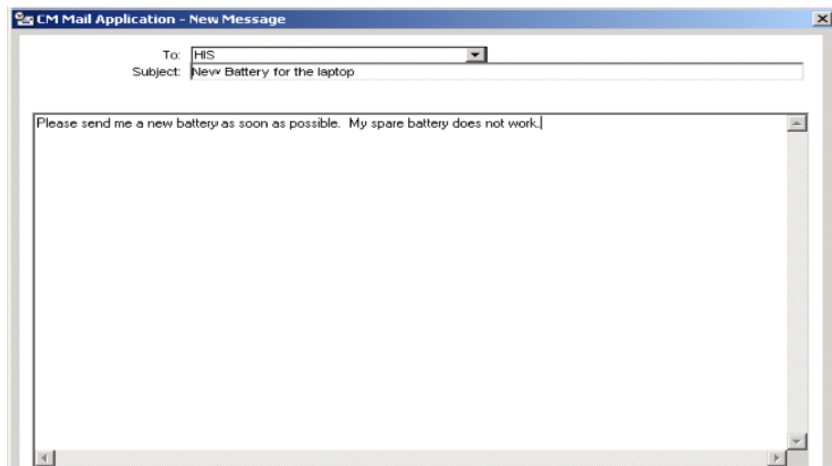 CM Mail Application - New Message
To: HIS
Subject: New Battery for the laptop
Please send me a new battery as soon as possible. My spare battery does not work.